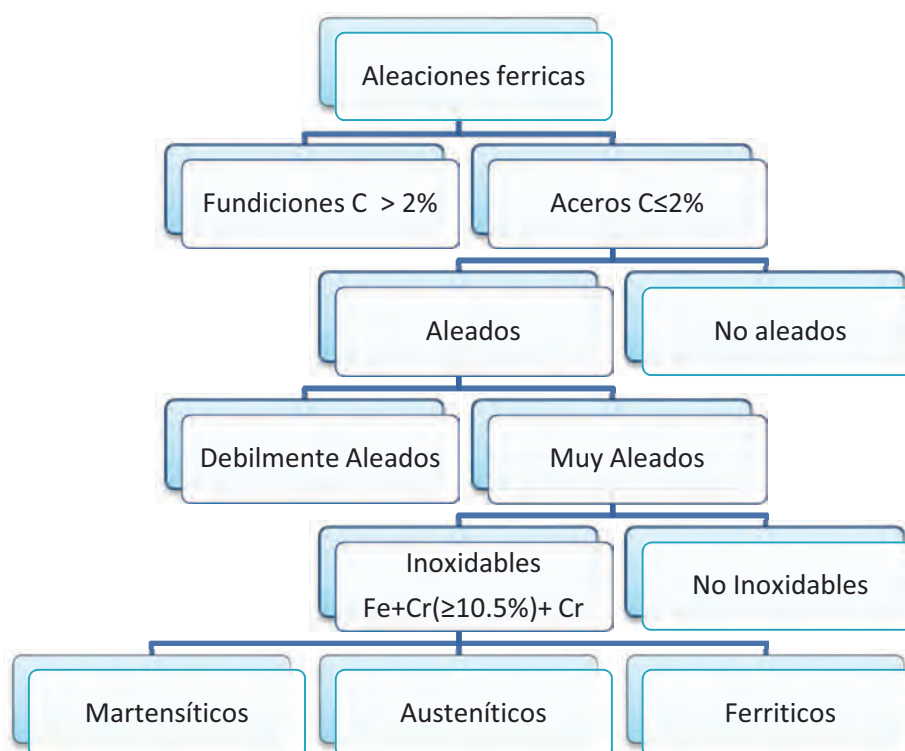 Aleaciones ferricas
Fundiciones C > 2%
Aceros C≤2%
Aleados
No aleados
Debilmente Aleados
Muy Aleados
Inoxidables
Fe+Cr(≥10.5%)+ Cr
No Inoxidables
Martensíticos
Austeníticos
Ferriticos